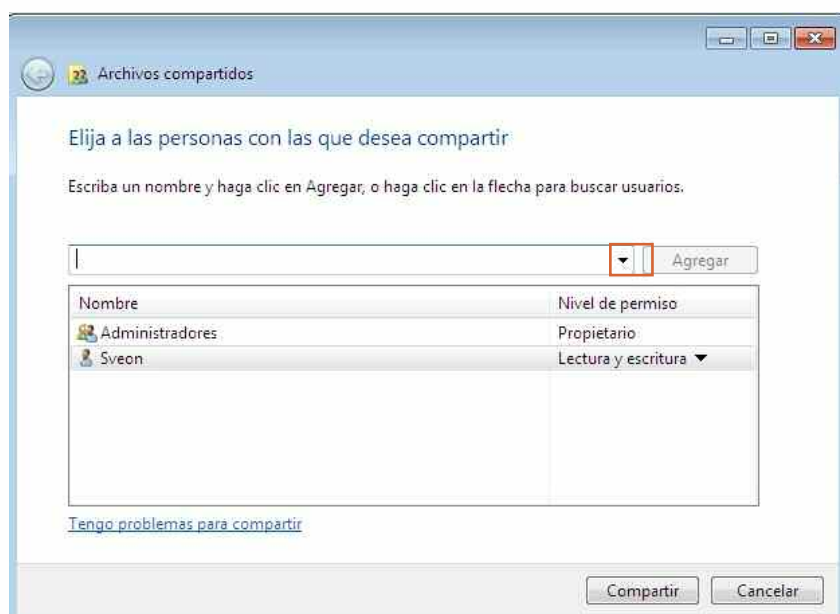 Archivos compartidos
Elija a las personas con las que desea compartir
Escriba un nombre y haga clic en Agregar, o haga clic en la flecha para buscar usuarios.
Agregar
Nombre Nivel de permiso
Administradores Propietario
Sveon Lectura y escritura
Tengo problemas para compartir
Compartir Cancelar